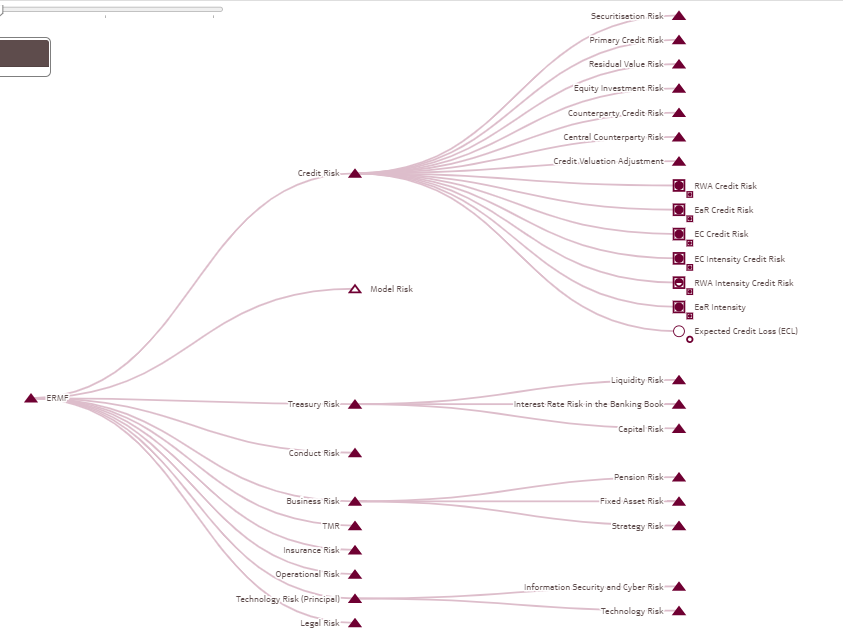 Securitisation Risk
Primary Credit Risk
Residual Value Risk
Equity Investment Risk
Counterparty Credit Risk
Central Counterparty Risk
Credit Valuation Adjustment
Credit Risk
RWA Credit Risk
EaR Credit Risk
EC Credit Risk
EC Intensity Credit Risk
RWA Intensity Credit Risk
Model Risk
EaR Intensity
Expected Credit Loss (ECL)
Liquidity Risk
ERMF
Treasury Risk
Interest Rate Risk in the Banking Book
Capital Risk
Conduct Risk
Pension Risk
Business Risk
Fixed Asset Risk
TMR
Strategy Risk
Insurance Risk
Operational Risk
Information Security and Cyber Risk
Technology Risk (Principal)
Technology Risk
Legal Risk